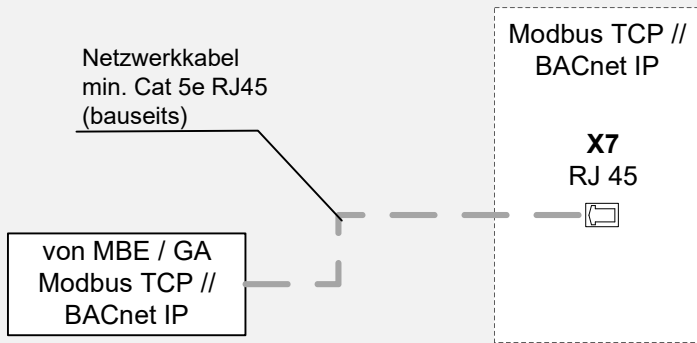 Netzwerkkabel
min. Cat 5e RJ45
(bauseits)
Modbus TCP //
BACnet IP
X7
RJ 45
von MBE / GA
Modbus TCP //
BACnet IP